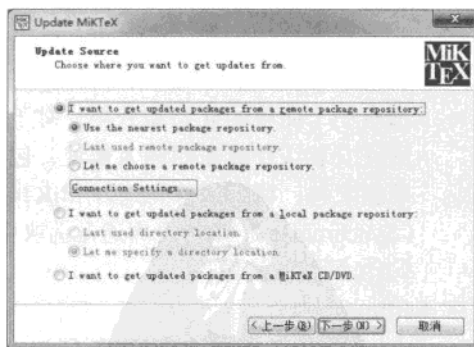 Update MiKTeX
Update Source
Choose where you want to get updates from.
MiK
TEX
I want to get updated packages from a remote package repository:
Use the nearest package repository.
Last used remote package repository.
Let me choose a remote package repository.
Connection Settings...
I want to get updated packages from a local package repository:
Last used directory location.
Let me specify a directory location.
I want to get updated packages from a MiKTeX CD/DVD.
< 上一步(B) 下一步(N) > 取消